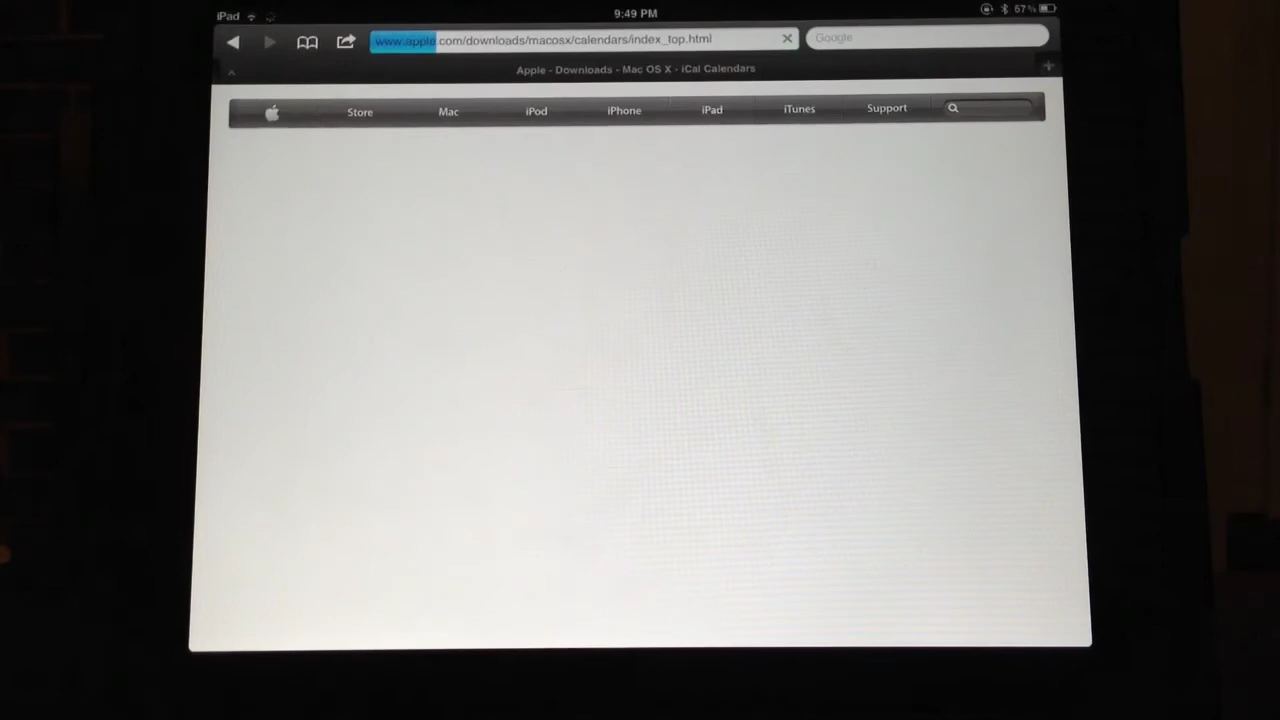 iPad
9:49 PM
57%
www.apple.com/downloads/macosx/calendars/index_top.html
Google
Apple - Downloads - Mac OS X - iCal Calendars
Store Mac iPod iPhone iPad iTunes Support